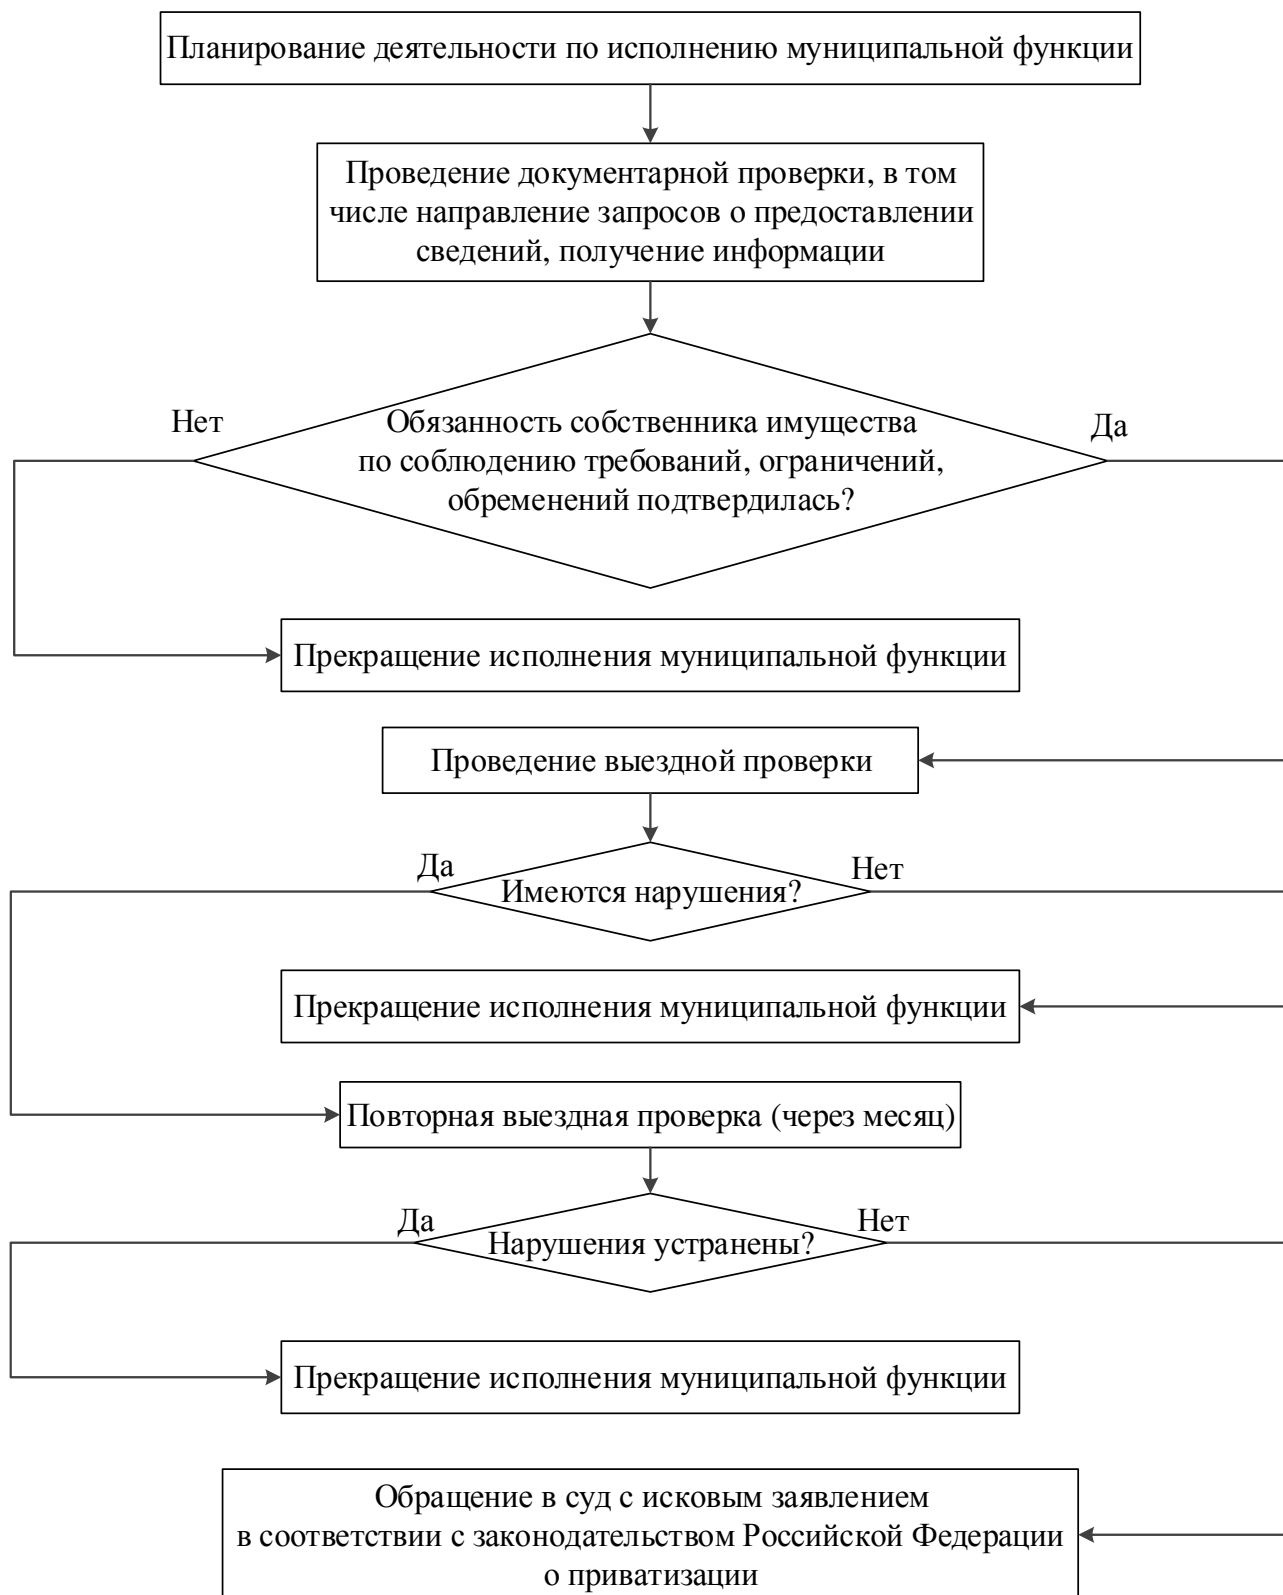 Планирование деятельности по исполнению муниципальной функции
Проведение документарной проверки, в том
числе направление запросов о предоставлении
сведений, получение информации
Нет
Да
Обязанность собственника имущества
по соблюдению требований, ограничений,
обременений подтвердилась?
Прекращение исполнения муниципальной функции
Проведение выездной проверки
Да
Нет
Имеются нарушения?
Прекращение исполнения муниципальной функции
Повторная выездная проверка (через месяц)
Да
Нет
Нарушения устранены?
Прекращение исполнения муниципальной функции
Обращение в суд с исковым заявлением
в соответствии с законодательством Российской Федерации
о приватизации